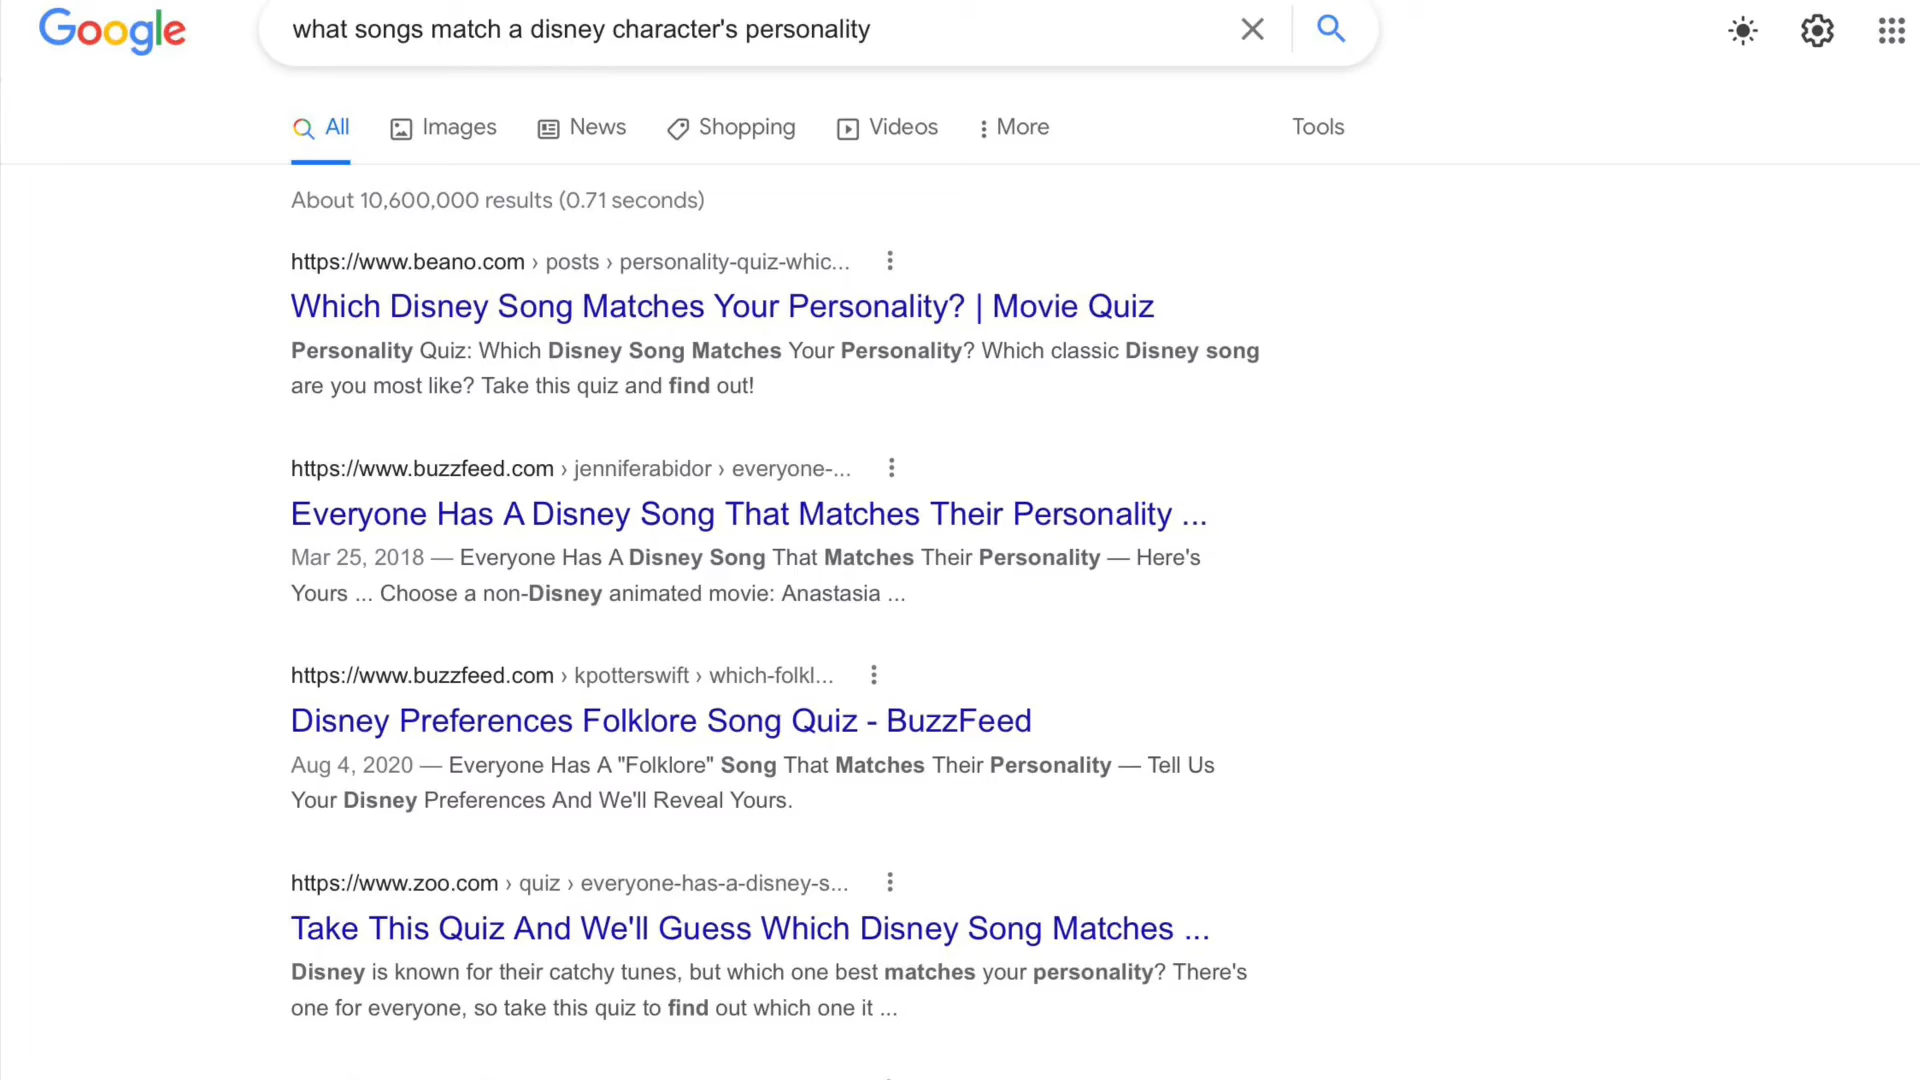 Google
what songs match a disney character's personality
All
Images
News
Shopping
Videos
More
Tools
About 10,600,000 results (0.71 seconds)
https://www.beano.com › posts › personality-quiz-whic...
Which Disney Song Matches Your Personality? | Movie Quiz
Personality Quiz: Which Disney Song Matches Your Personality? Which classic Disney song
are you most like? Take this quiz and find out!
https://www.buzzfeed.com › jenniferabidor › everyone-...
Everyone Has A Disney Song That Matches Their Personality ...
Mar 25, 2018 — Everyone Has A Disney Song That Matches Their Personality — Here's
Yours ... Choose a non-Disney animated movie: Anastasia ...
https://www.buzzfeed.com › kpotterswift › which-folkl...
Disney Preferences Folklore Song Quiz - BuzzFeed
Aug 4, 2020 — Everyone Has A "Folklore" Song That Matches Their Personality — Tell Us
Your Disney Preferences And We'll Reveal Yours.
https://www.zoo.com › quiz › everyone-has-a-disney-s...
Take This Quiz And We'll Guess Which Disney Song Matches ...
Disney is known for their catchy tunes, but which one best matches your personality? There's
one for everyone, so take this quiz to find out which one it ...